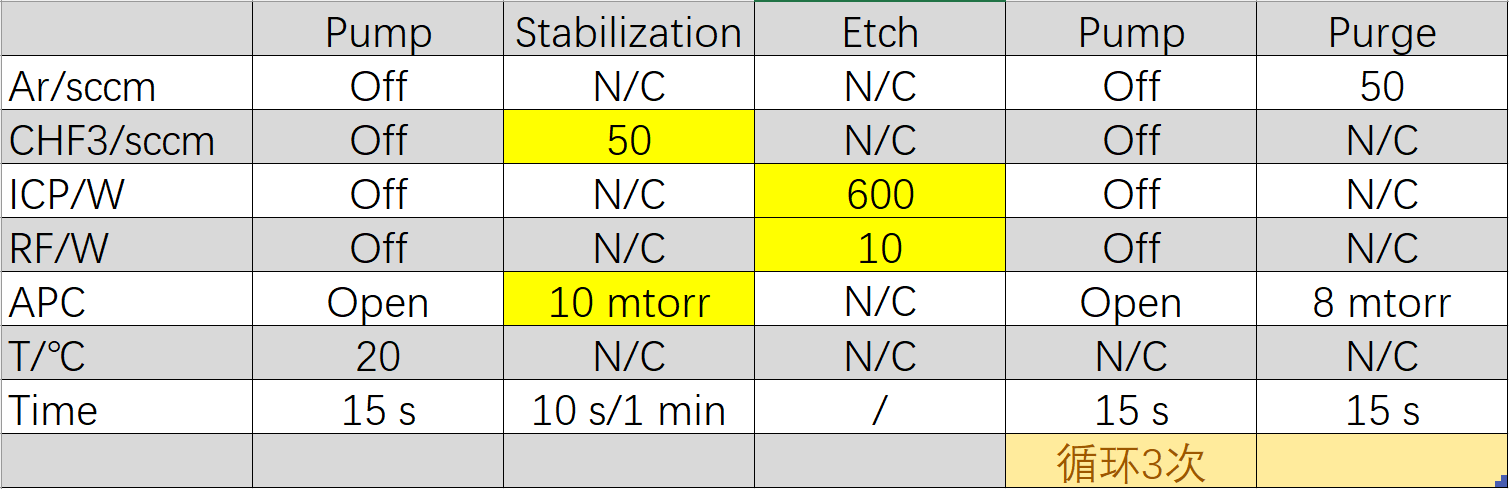 Pump Stabilization Etch Pump Purge
Ar/sccm Off N/C N/C Off 50
CHF3/sccm Off 50 N/C Off N/C
ICP/W Off N/C 600 Off N/C
RF/W Off N/C 10 Off N/C
APC Open 10 mtorr N/C Open 8 mtorr
T/℃ 20 N/C N/C N/C N/C
Time 15 s 10 s/1 min / 15 s 15 s
循环3次